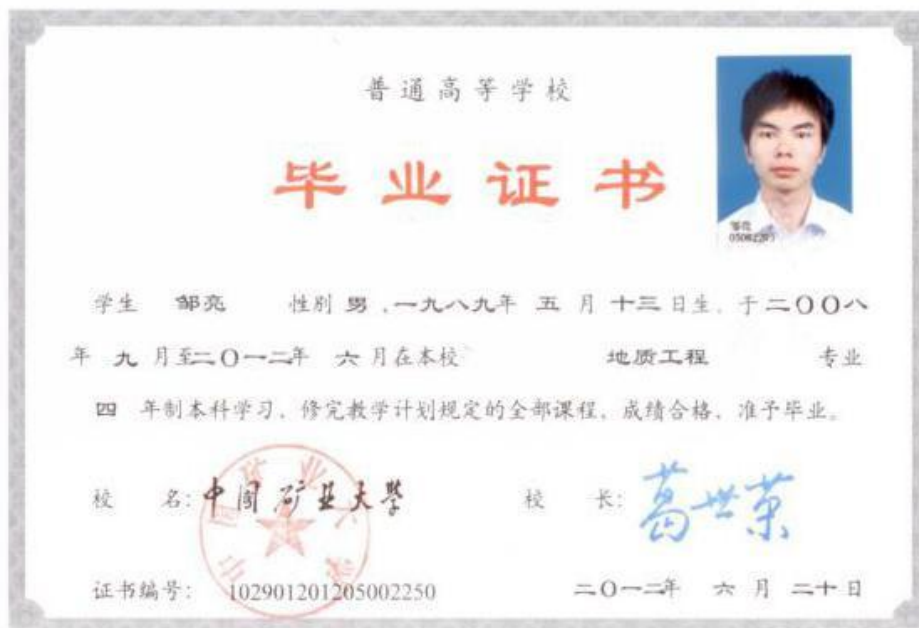 普通高等学校
毕业证书
邹亮
学生 邹亮 性别 男 , 一九八九年 五 月 十三 日生, 于 二〇〇八
年 九 月至二〇一二年 六 月在本校 地质工程 专业
四 年制本科学习, 修完教学计划规定的全部课程, 成绩合格, 准予毕业。
校 名: 中国矿业大学 校 长: 葛世荣
证书编号: 102901201205002250 二〇一二年 六 月 二十 日